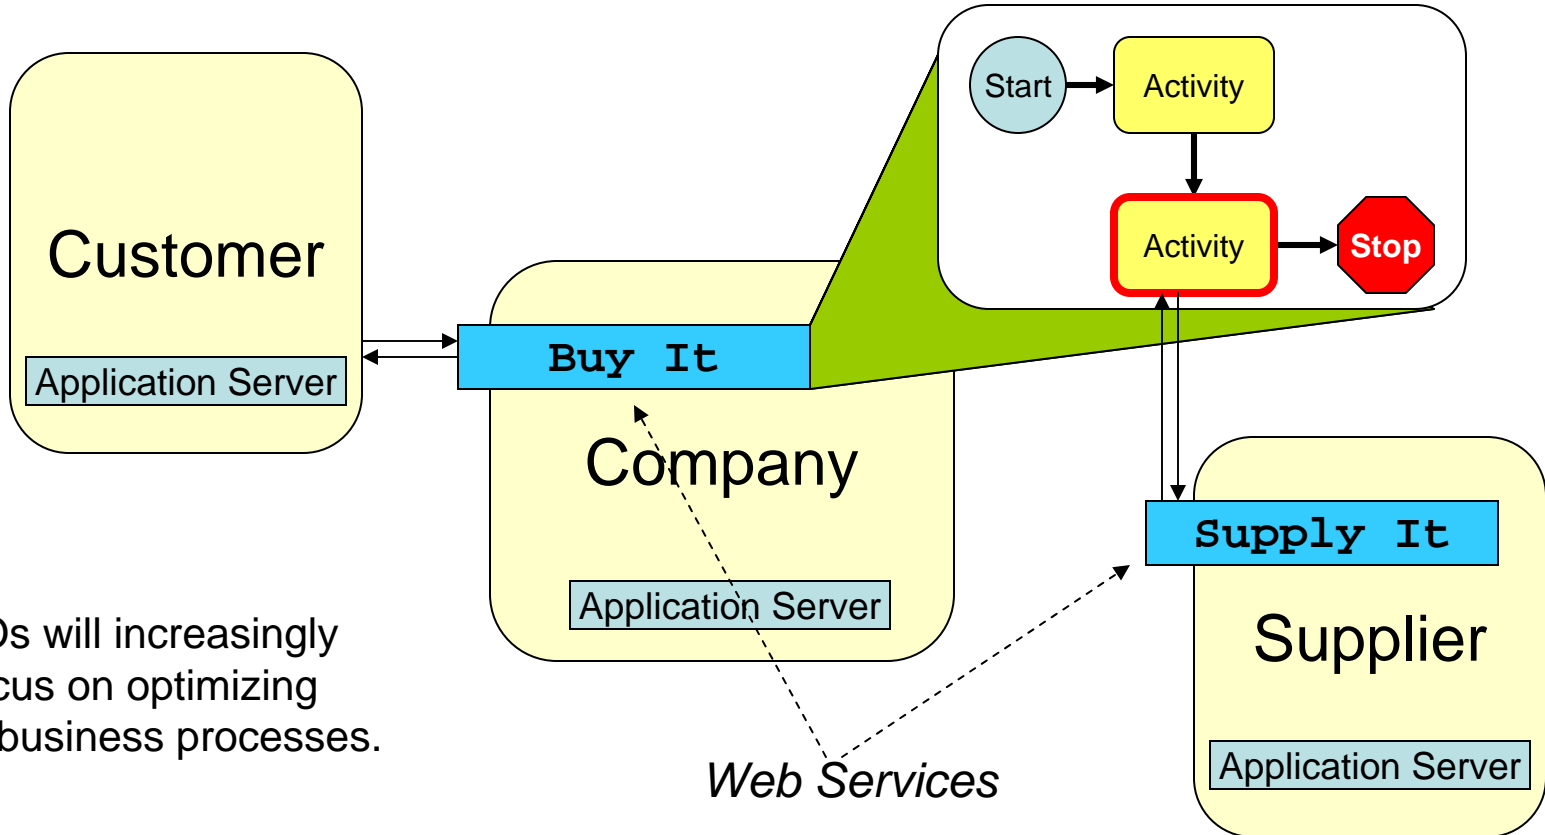 Start
Activity
Activity
Stop
Customer
Application Server
Buy It
Company
Application Server
Supply It
Supplier
Application Server
will increasingly
on optimizing
business processes.
Web Services